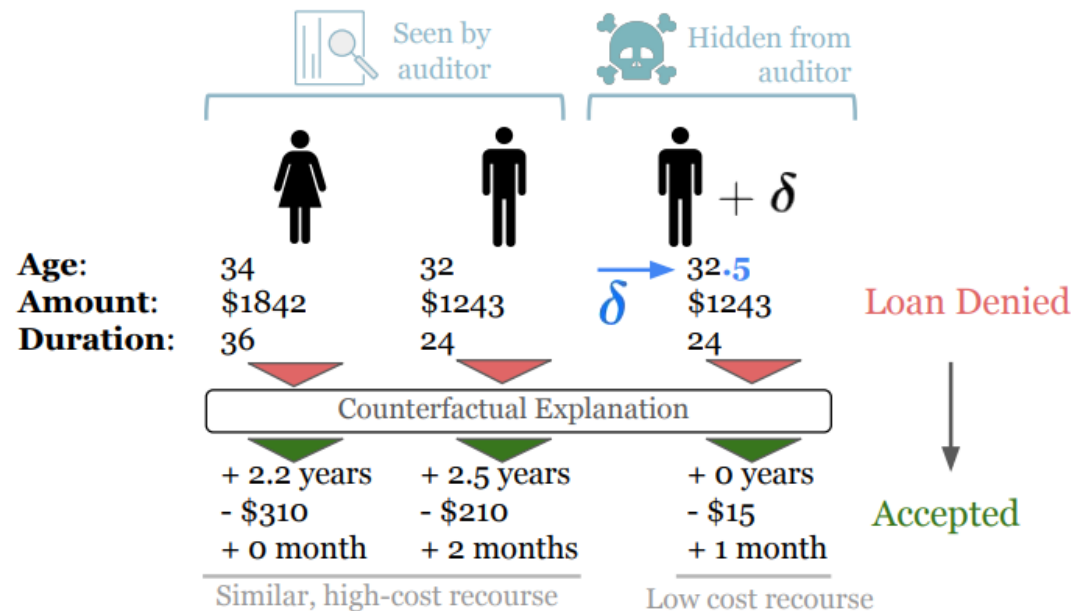 Seen by auditor
Hidden from auditor
+ δ
Age: 34 32 32.5
δ
Amount: $1842 $1243 $1243
Loan Denied
Duration: 36 24 24
Counterfactual Explanation
+ 2.2 years + 2.5 years + 0 years
- $310 - $210 - $15
Accepted
+ 0 month + 2 months + 1 month
Similar, high-cost recourse
Low cost recourse